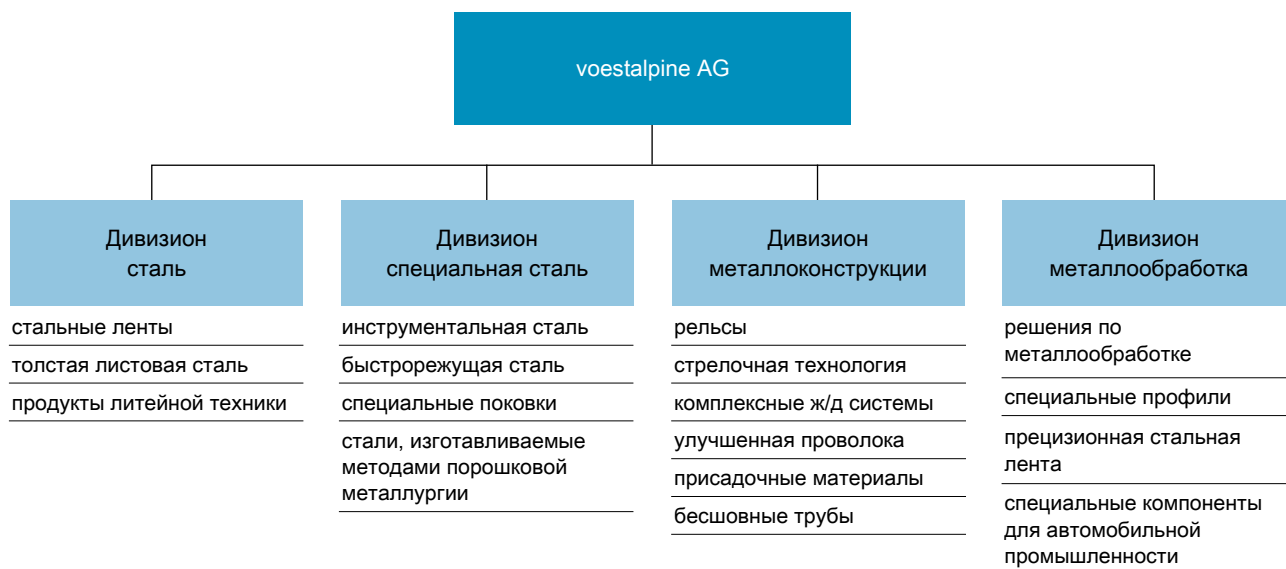 voestalpine AG
Дивизион
сталь
стальные ленты
толстая листовая сталь
продукты литейной техники
Дивизион
специальная сталь
инструментальная сталь
быстрорежущая сталь
специальные поковки
стали, изготавливаемые
методами порошковой
металлургии
Дивизион
металлоконструкции
рельсы
стрелочная технология
комплексные ж/д системы
улучшенная проволока
присадочные материалы
бесшовные трубы
Дивизион
металлообработка
решения по
металлообработке
специальные профили
прецизионная стальная
лента
специальные компоненты
для автомобильной
промышленности